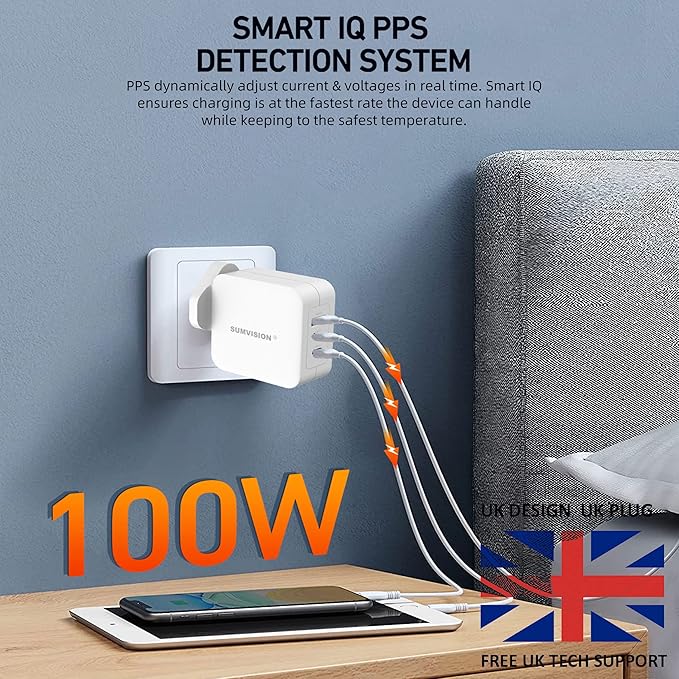 SMART IQ PPS
DETECTION SYSTEM
PPS dynamically adjust current & voltages in real time. Smart IQ
ensures charging is at the fastest rate the device can handle
while keeping to the safest temperature.
SUMVISION®
100W
UK DESIGN UK PLUG
FREE UK TECH SUPPORT